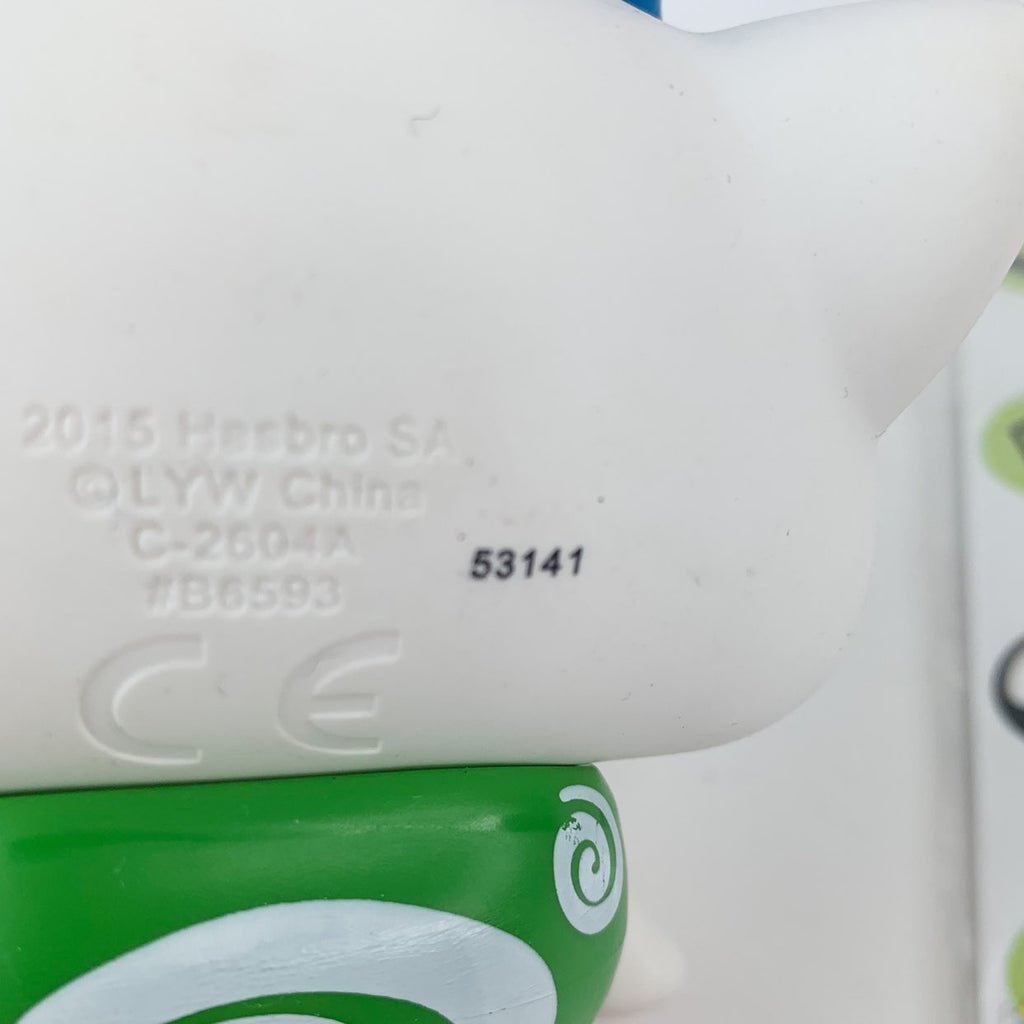 2015 Hasbro SA
© LYW China
C-2604A
#B6593
53141
CE